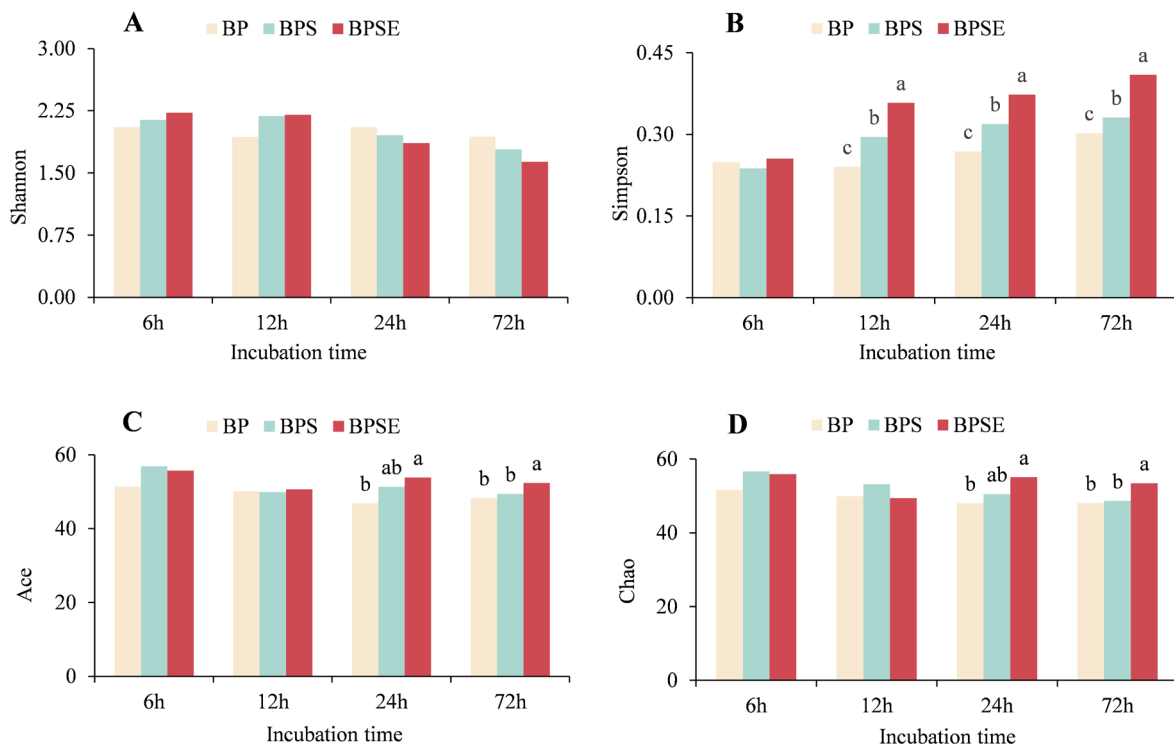 A
BP BPS BPSE
3.00
2.25
1.50
0.75
0.00
Shannon
6h 12h 24h 72h
Incubation time
B
BP BPS BPSE
0.45
0.30
0.15
0.00
Simpson
c b a c b a c b a
6h 12h 24h 72h
Incubation time
C
BP BPS BPSE
60
40
20
0
Ace
b ab a b b a
6h 12h 24h 72h
Incubation time
D
BP BPS BPSE
60
40
20
0
Chao
b ab a b b a
6h 12h 24h 72h
Incubation time